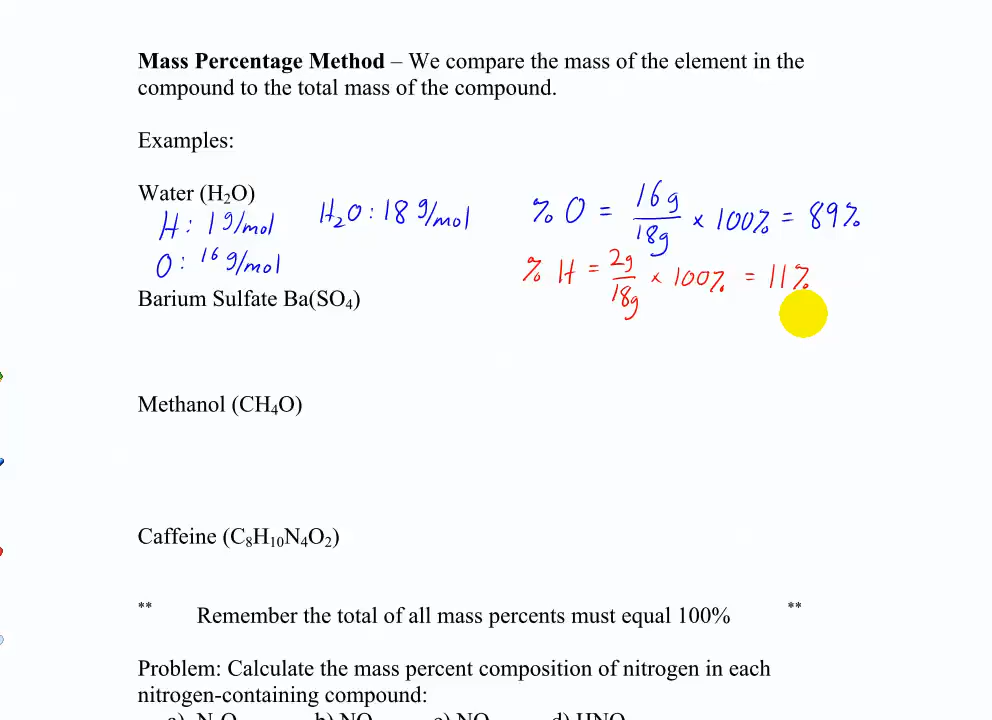 Mass Percentage Method – We compare the mass of the element in the
compound to the total mass of the compound.
Examples:
Water (H₂O)
H: 1 g/mol
O: 16 g/mol
H₂O: 18 g/mol
% O = 16g / 18g × 100% = 89%
% H = 2g / 18g × 100% = 11%
Barium Sulfate Ba(SO₄)
Methanol (CH₄O)
Caffeine (C₈H₁₀N₄O₂)
** Remember the total of all mass percents must equal 100% **
Problem: Calculate the mass percent composition of nitrogen in each
nitrogen-containing compound: